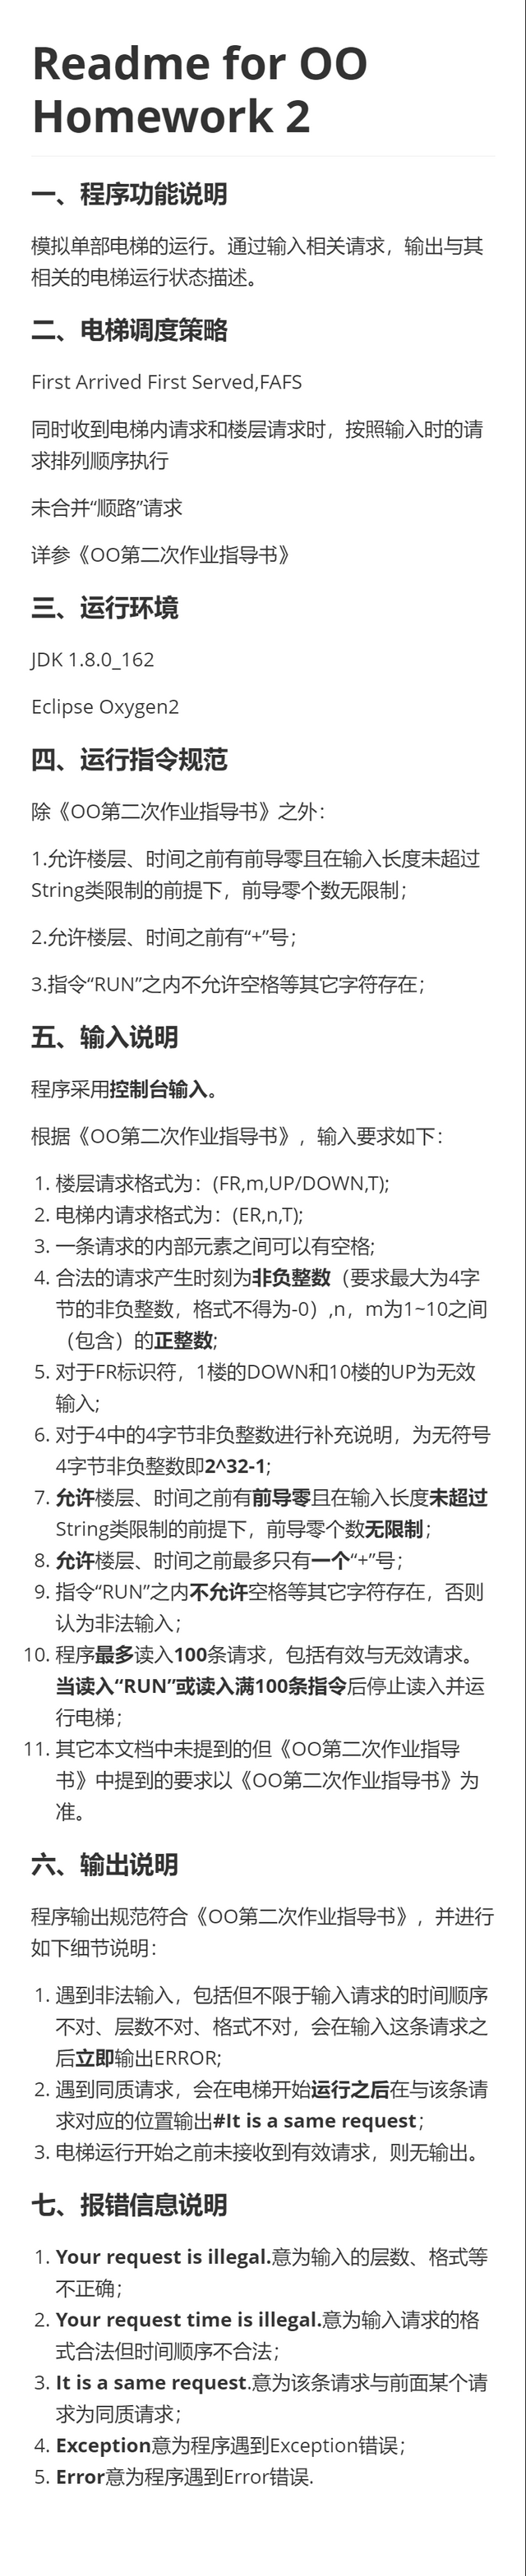 Readme for OO
Homework 2
一、程序功能说明
模拟单部电梯的运行。通过输入相关请求，输出与其
相关的电梯运行状态描述。
二、电梯调度策略
First Arrived First Served,FAFS
同时收到电梯内请求和楼层请求时，按照输入时的请
求排列顺序执行
未合并“顺路”请求
详参《OO第二次作业指导书》
三、运行环境
JDK 1.8.0_162
Eclipse Oxygen2
四、运行指令规范
除《OO第二次作业指导书》之外：
1.允许楼层、时间之前有前导零且在输入长度未超过
String类限制的前提下，前导零个数无限制；
2.允许楼层、时间之前有“+”号；
3.指令“RUN”之内不允许空格等其它字符存在；
五、输入说明
程序采用控制台输入。
根据《OO第二次作业指导书》，输入要求如下：
1. 楼层请求格式为：(FR,m,UP/DOWN,T);
2. 电梯内请求格式为：(ER,n,T);
3. 一条请求的内部元素之间可以有空格;
4. 合法的请求产生时刻为非负整数（要求最大为4字
节的非负整数，格式不得为-0）,n，m为1~10之间
（包含）的正整数;
5. 对于FR标识符，1楼的DOWN和10楼的UP为无效
输入;
6. 对于4中的4字节非负整数进行补充说明，为无符号
4字节非负整数即2^32-1;
7. 允许楼层、时间之前有前导零且在输入长度未超过
String类限制的前提下，前导零个数无限制；
8. 允许楼层、时间之前最多只有一个“+”号；
9. 指令“RUN”之内不允许空格等其它字符存在，否则
认为非法输入；
10. 程序最多读入100条请求，包括有效与无效请求。
当读入“RUN”或读入满100条指令后停止读入并运
行电梯；
11. 其它本文档中未提到的但《OO第二次作业指导
书》中提到的要求以《OO第二次作业指导书》为
准。
六、输出说明
程序输出规范符合《OO第二次作业指导书》，并进行
如下细节说明：
1. 遇到非法输入，包括但不限于输入请求的时间顺序
不对、层数不对、格式不对，会在输入这条请求之
后立即输出ERROR;
2. 遇到同质请求，会在电梯开始运行之后在与该条请
求对应的位置输出#It is a same request；
3. 电梯运行开始之前未接收到有效请求，则无输出。
七、报错信息说明
1. Your request is illegal.意为输入的层数、格式等
不正确；
2. Your request time is illegal.意为输入请求的格
式合法但时间顺序不合法；
3. It is a same request.意为该条请求与前面某个请
求为同质请求；
4. Exception意为程序遇到Exception错误；
5. Error意为程序遇到Error错误.